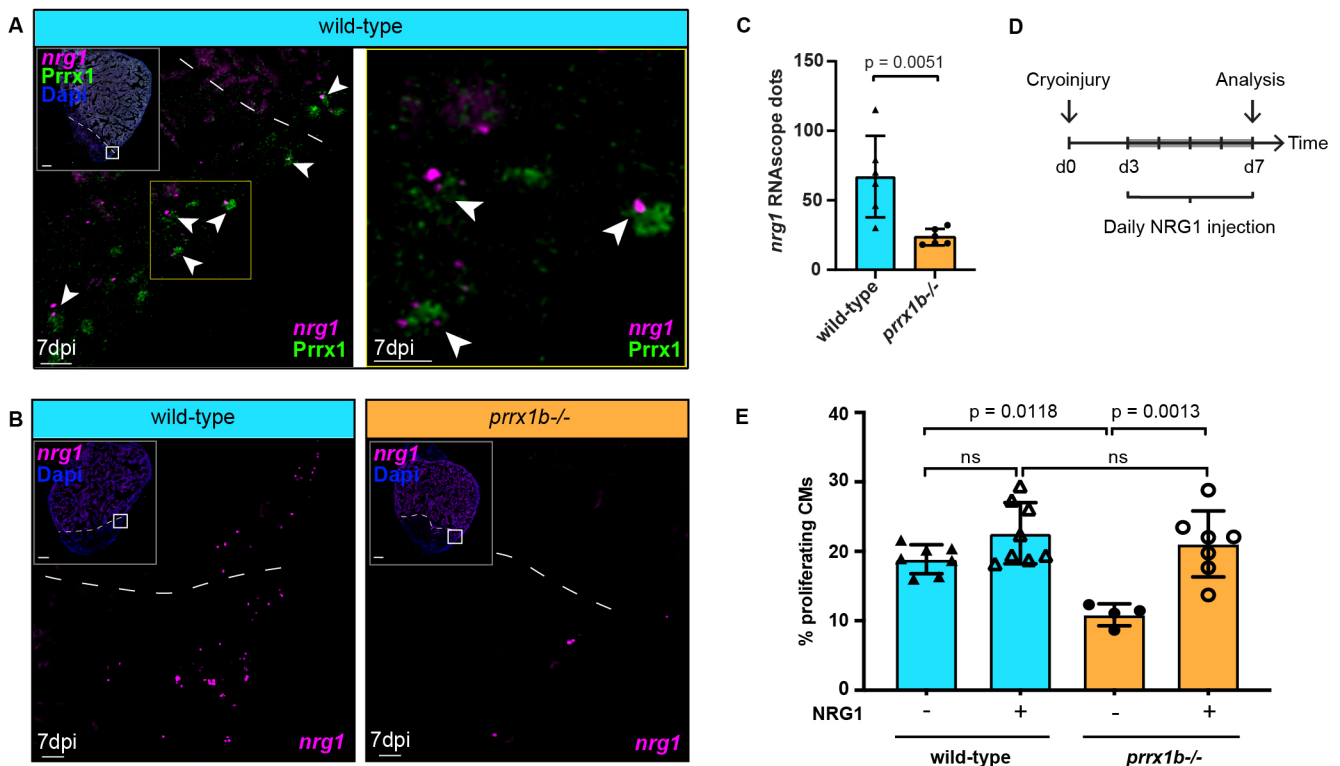 A
wild-type
nrg1
Prrx1
Dapi
7dpi
nrg1
Prrx1
7dpi
nrg1
Prrx1
B
wild-type
nrg1
Dapi
7dpi
nrg1
prrx1b-/-
nrg1
Dapi
7dpi
nrg1
C
p = 0.0051
nrg1 RNAscope dots
150
100
50
0
wild-type
prrx1b-/-
D
Cryoinjury
Analysis
Time
d0
d3
d7
Daily NRG1 injection
E
p = 0.0118
p = 0.0013
ns
ns
% proliferating CMs
40
30
20
10
0
NRG1
-
+
-
+
wild-type
prrx1b-/-